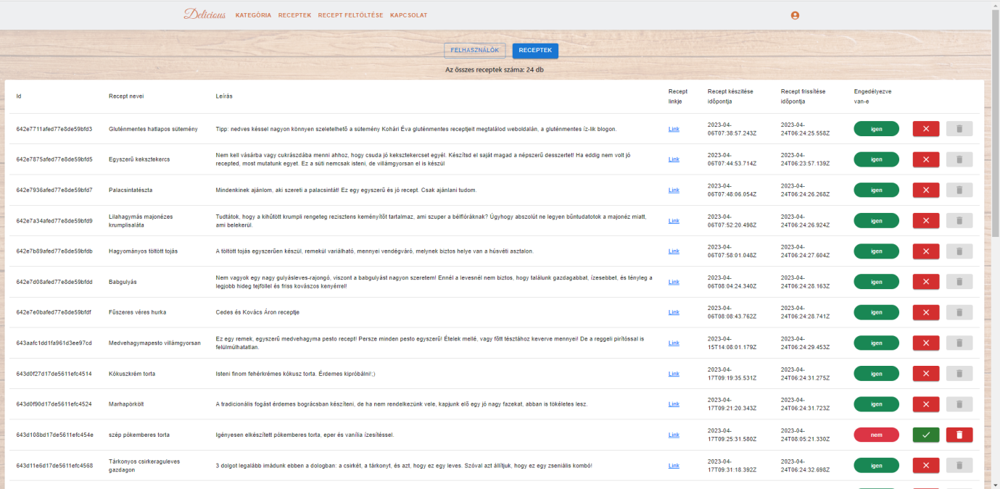 Delicious KATEGÓRIA RECEPTEK RECEPT FELTÖLTÉSE KAPCSOLAT
FELHASZNÁLÓK RECEPTEK
Az összes receptek száma: 24 db
Id Recept nevei Leírás Recept linkje Recept készítése időpontja Recept frissítése időpontja Engedélyezve van-e
642e7711afed77e8de59bfd3 Gluténmentes hatlapos sütemény Tipp: nedves késsel nagyon könnyen szeletelhető a sütemény Kohári Éva gluténmentes receptjeit megtalálod weboldalán, a gluténmentes íz-lik blogon. Link 2023-04-06T07:38:57.243Z 2023-04-24T06:24:25.558Z igen
642e7875afed77e8de59bfd5 Egyszerű keksztekercs Nem kell vásárba vagy cukrászdába menni ahhoz, hogy csuda jó keksztekercset egyél. Készítsd el saját magad a népszerű desszertet! Ha eddig nem volt jó recepted, most mutatunk egyet. Ez a süti nemcsak isteni, de villámgyorsan el is készül Link 2023-04-06T07:44:53.714Z 2023-04-24T06:23:57.139Z igen
642e7936afed77e8de59bfd7 Palacsintatészta Mindenkinek ajánlom, aki szereti a palacsintát! Ez egy egyszerű és jó recept. Csak ajánlani tudom. Link 2023-04-06T07:48:06.054Z 2023-04-24T06:24:26.268Z igen
642e7a34afed77e8de59bfd9 Lilahagymás majonézes krumplisaláta Tudtátok, hogy a kihűtött krumpli rengeteg rezisztens keményítőt tartalmaz, ami szuper a bélflóráknak? Úgyhogy abszolút ne legyen bűntudatotok a majonéz miatt, ami belekerül. Link 2023-04-06T07:52:20.498Z 2023-04-24T06:24:26.924Z igen
642e7b89afed77e8de59bfdb Hagyományos töltött tojás A töltött tojás egyszerűen készül, remekül variálható, mennyei vendégváró, melynek biztos helye van a húsvéti asztalon. Link 2023-04-06T07:58:01.048Z 2023-04-24T06:24:27.604Z igen
642e7d08afed77e8de59bfdd Babgulyás Nem vagyok egy nagy gulyásleves-rajongó, viszont a babgulyást nagyon szeretem! Ennél a levesnél nem biztos, hogy találunk gazdagabbat, ízesebbet, és tényleg a legjobb hideg tejföllel és friss kovászos kenyérrel! Link 2023-04-06T08:04:24.340Z 2023-04-24T06:24:28.163Z igen
642e7e0bafed77e8de59bfdf Fűszeres véres hurka Cedes és Kovács Áron receptje Link 2023-04-06T08:08:43.762Z 2023-04-24T06:24:28.741Z igen
643aafc1dd1fa961d3ee97cd Medvehagymapesto villámgyorsan Ez egy remek, egyszerű medvehagyma pesto recept! Persze minden pesto egyszerű! Ételek mellé, vagy főtt tésztához keverve mennyei! De a reggeli pirítóssal is felülmúlhatatlan. Link 2023-04-15T14:08:01.179Z 2023-04-24T06:24:29.453Z igen
643d0f27d17de5611efc4514 Kókuszkrém torta Isteni finom fehérkrémes kókusz torta. Érdemes kipróbálni!;) Link 2023-04-17T09:19:35.531Z 2023-04-24T06:24:31.275Z igen
643d0f90d17de5611efc4524 Marhapörkölt A tradicionális fogást érdemes bográcsban készíteni, de ha nem rendelkezünk vele, kapjunk elő egy jó nagy fazekat, abban is tökéletes lesz. Link 2023-04-17T09:21:20.343Z 2023-04-24T06:24:31.723Z igen
643d108bd17de5611efc454e szép pókemberes torta Igényesen elkészített pókemberes torta, eper és vanília ízesítéssel. Link 2023-04-17T09:25:31.580Z 2023-04-24T08:05:21.330Z nem
643d11e6d17de5611efc4568 Tárkonyos csirkeraguleves gazdagon 3 dolgot legalább imádunk ebben a dologban: a csirkét, a tárkonyt, és azt, hogy ez egy leves. Szóval azt állítjuk, hogy ez egy zseniális kombó! Link 2023-04-17T09:31:18.392Z 2023-04-24T06:24:32.698Z igen